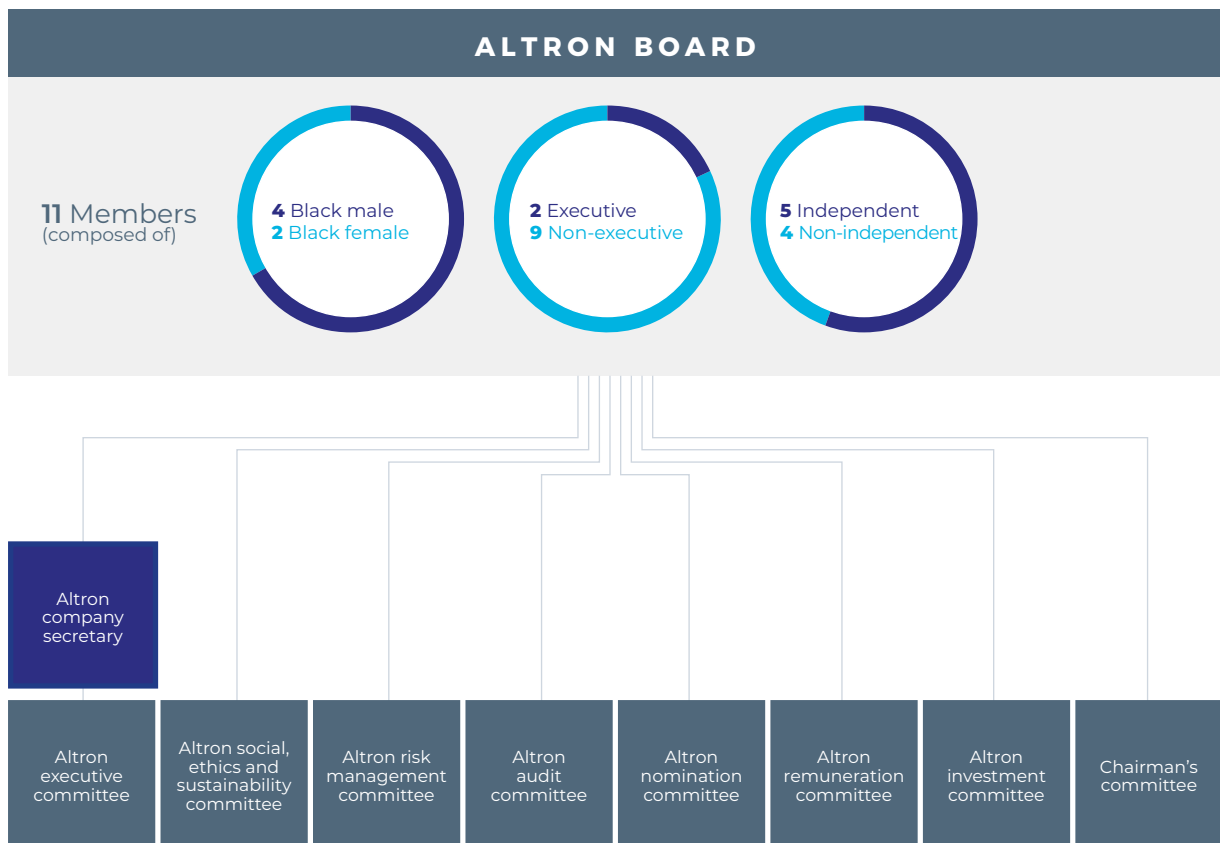 ALTRON BOARD
11 Members
(composed of)
4 Black male
2 Black female
2 Executive
9 Non-executive
5 Independent
4 Non-independent
Altron
company
secretary
Altron
executive
committee
Altron social,
ethics and
sustainability
committee
Altron risk
management
committee
Altron
audit
committee
Altron
nomination
committee
Altron
remuneration
committee
Altron
investment
committee
Chairman’s
committee